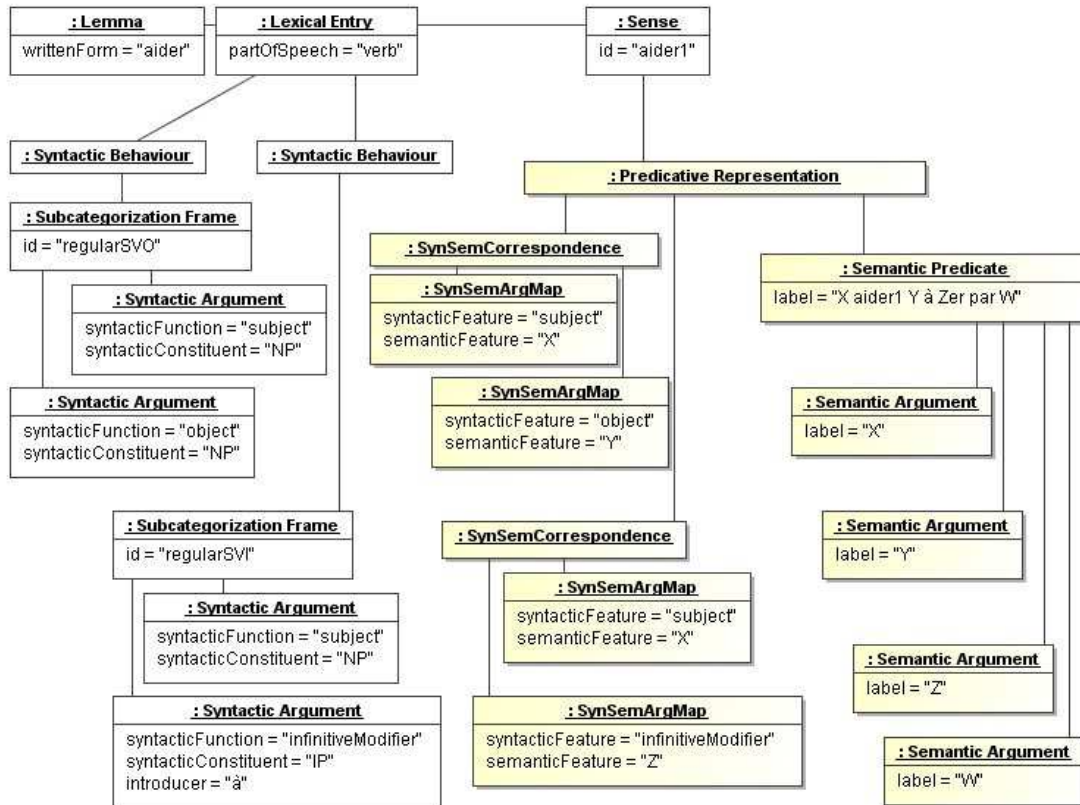 : Lemma
writtenForm = "aider"
: Lexical Entry
partOfSpeech = "verb"
: Sense
id = "aider1"
: Syntactic Behaviour
: Syntactic Behaviour
: Predicative Representation
: Subcategorization Frame
id = "regularSVO"
: Syntactic Argument
syntacticFunction = "subject"
syntacticConstituent = "NP"
: Syntactic Argument
syntacticFunction = "object"
syntacticConstituent = "NP"
: SynSemCorrespondence
: SynSemArgMap
syntacticFeature = "subject"
semanticFeature = "X"
: SynSemArgMap
syntacticFeature = "object"
semanticFeature = "Y"
: Semantic Predicate
label = "X aider1 Y à Zer par W"
: Semantic Argument
label = "X"
: Semantic Argument
label = "Y"
: Semantic Argument
label = "Z"
: Semantic Argument
label = "W"
: Subcategorization Frame
id = "regularSVI"
: Syntactic Argument
syntacticFunction = "subject"
syntacticConstituent = "NP"
: Syntactic Argument
syntacticFunction = "infinitiveModifier"
syntacticConstituent = "IP"
introducer = "à"
: SynSemCorrespondence
: SynSemArgMap
syntacticFeature = "subject"
semanticFeature = "X"
: SynSemArgMap
syntacticFeature = "infinitiveModifier"
semanticFeature = "Z"